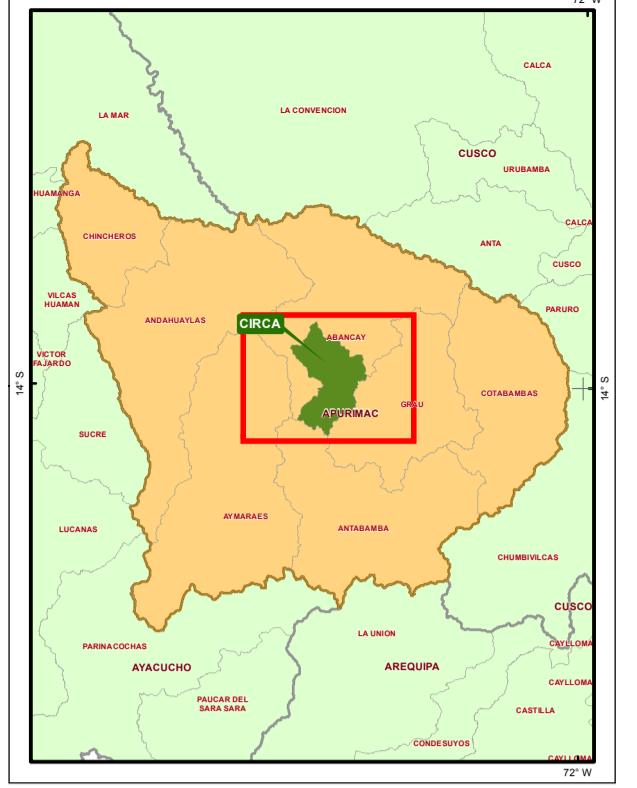 72° W
CALCA
LA CONVENCION
LA MAR
CUSCO
URUBAMBA
HUAMANGA
CALCA
CHINCHEROS
ANTA
CUSCO
VILCAS
HUAMAN
PARURO
ANDAHUAYLAS
CIRCA
ABANCAY
VICTOR
FAJARDO
14° S
14° S
COTABAMBAS
GRAU
APURIMAC
SUCRE
AYMARAES
ANTABAMBA
LUCANAS
CHUMBIVILCAS
CUSCO
LA UNION
CAYLLOMA
PARINACOCHAS
AYACUCHO
AREQUIPA
CAYLLOMA
PAUCAR DEL
SARA SARA
CASTILLA
CONDESUYOS
CAYLLOMA
72° W